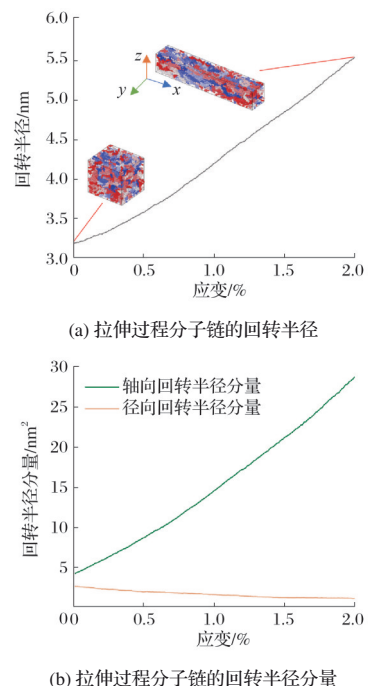 6.0
5.5
5.0
4.5
4.0
3.5
3.0
回转半径/nm
z
y
x
0
0.5
1.0
1.5
2.0
应变/%
(a) 拉伸过程分子链的回转半径
30
25
20
15
10
5
0
回转半径分量/nm²
轴向回转半径分量
径向回转半径分量
0
0.5
1.0
1.5
2.0
应变/%
(b) 拉伸过程分子链的回转半径分量